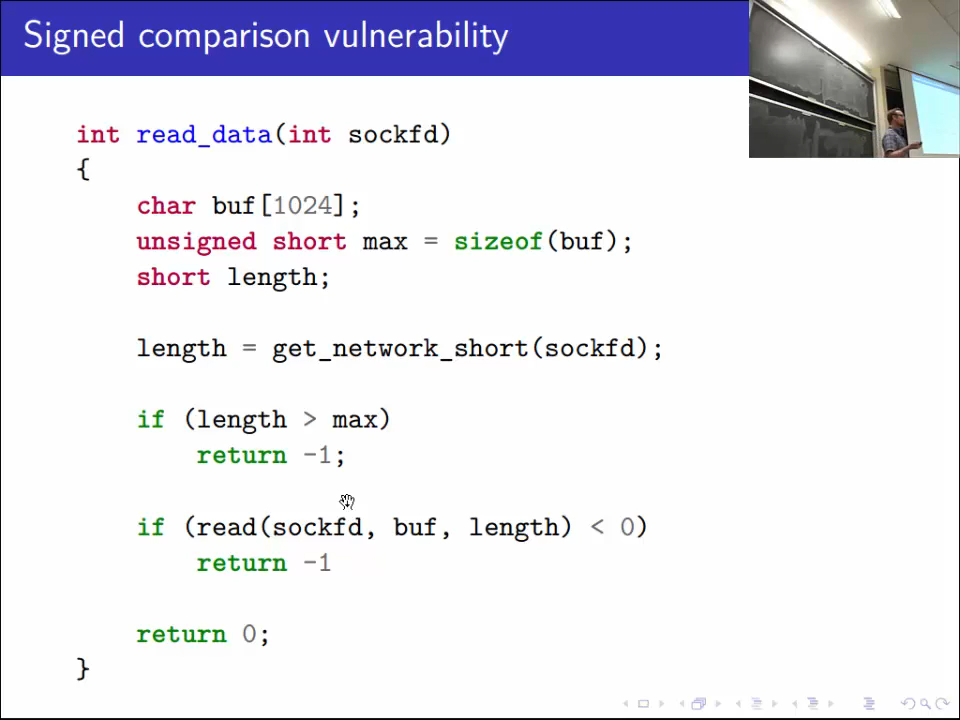 Signed comparison vulnerability
int read_data(int sockfd)
{
char buf[1024];
unsigned short max = sizeof(buf);
short length;
length = get_network_short(sockfd);
if (length > max)
return -1;
if (read(sockfd, buf, length) < 0)
return -1
return 0;
}